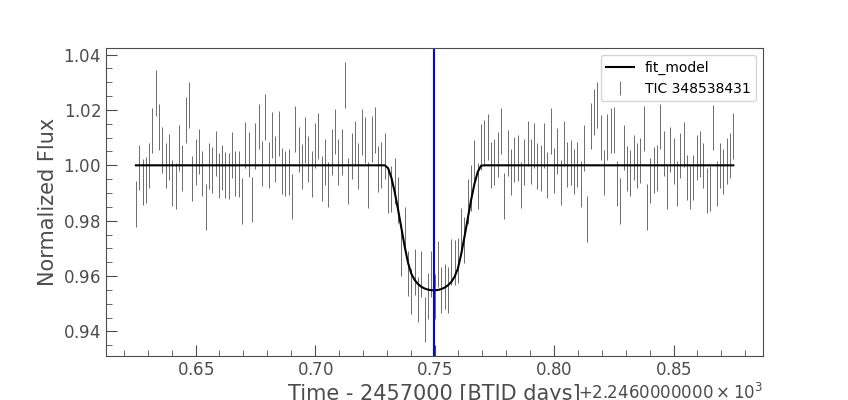 1.04
1.02
1.00
0.98
0.96
0.94
Normalized Flux
fit_model
TIC 348538431
0.65 0.70 0.75 0.80 0.85
Time - 2457000 [BTJD days]
+2.2460000000 × 10³